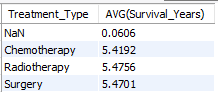 Treatment_Type AVG(Survival_Years)
NaN 0.0606
Chemotherapy 5.4192
Radiotherapy 5.4756
Surgery 5.4701